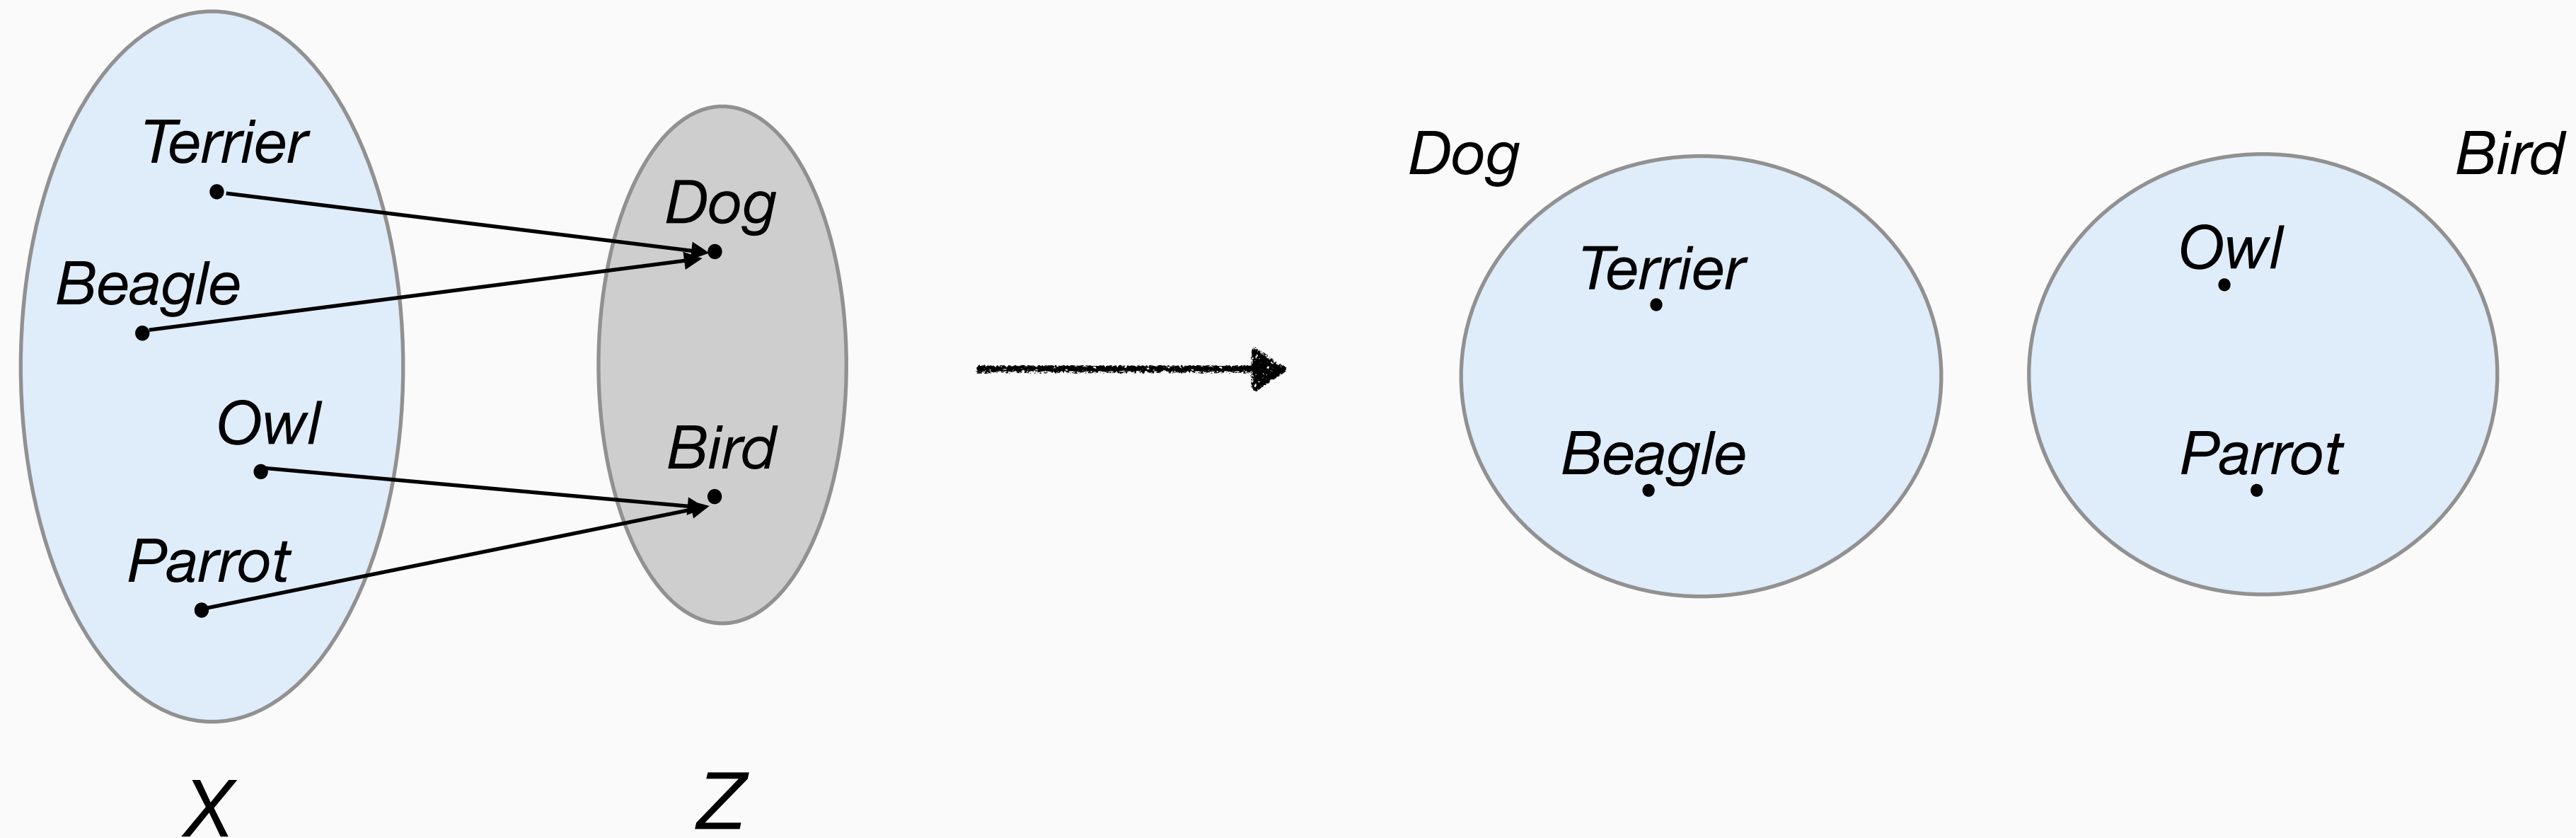 Terrier
Beagle
Owl
Parrot
X
Dog
Bird
Z
Dog
Terrier
Beagle
Bird
Owl
Parrot